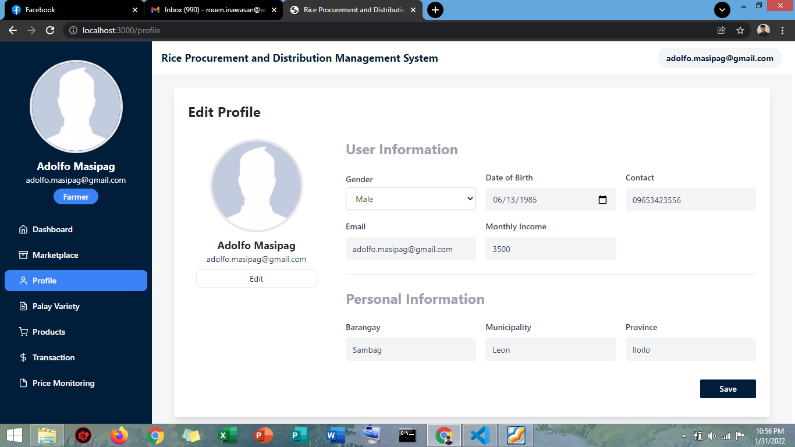 Facebook
Inbox (990) - rouen.inawasan@w
Rice Procurement and Distributio
localhost:3000/profile
Rice Procurement and Distribution Management System
adolfo.masipag@gmail.com
Adolfo Masipag
adolfo.masipag@gmail.com
Farmer
Dashboard
Marketplace
Profile
Palay Variety
Products
Transaction
Price Monitoring
Edit Profile
Adolfo Masipag
adolfo.masipag@gmail.com
Edit
User Information
Gender
Date of Birth
Contact
Male
06/13/1985
09653423556
Email
Monthly Income
adolfo.masipag@gmail.com
3500
Personal Information
Barangay
Municipality
Province
Sambag
Leon
Iloilo
Save
10:56 PM
1/31/2022